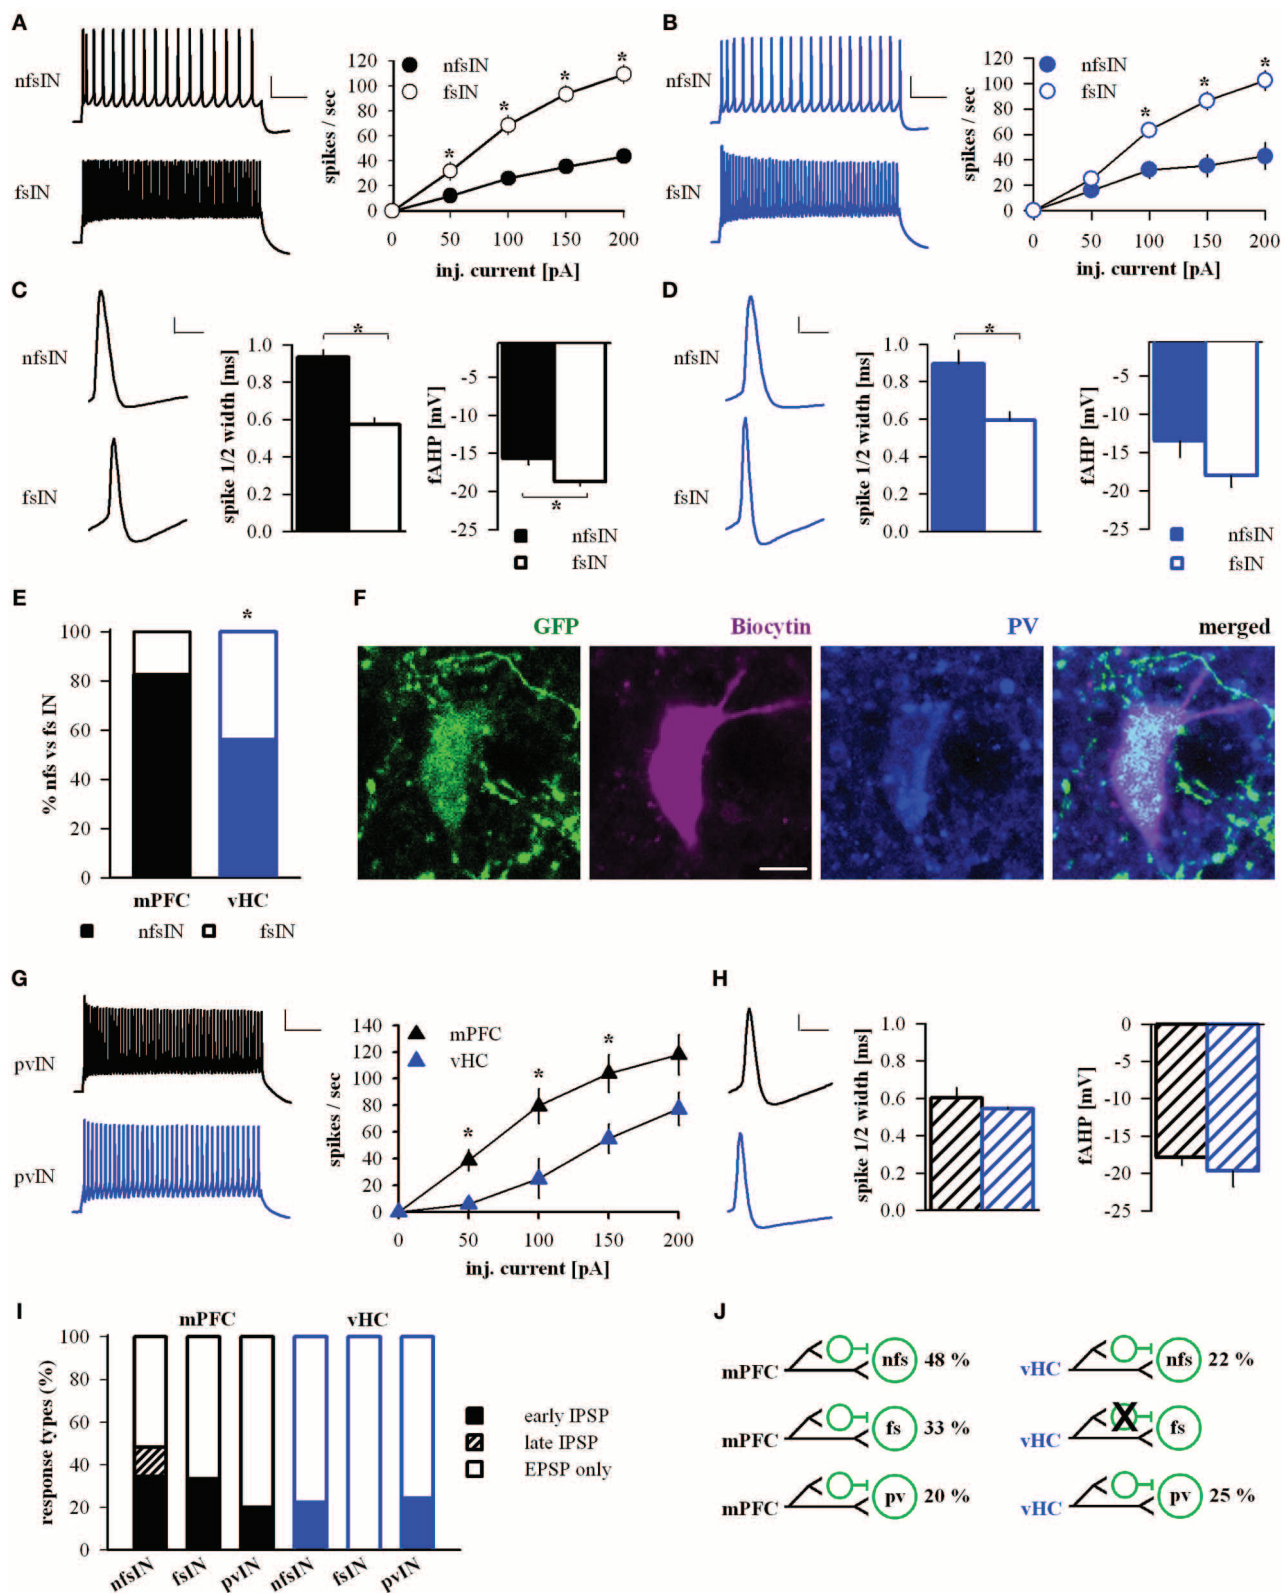 A
nfsIN
fsIN
spikes / sec
120
100
80
60
40
20
0
nfsIN
fsIN
*
*
*
*
0 50 100 150 200
inj. current [pA]
B
nfsIN
fsIN
spikes / sec
120
100
80
60
40
20
0
nfsIN
fsIN
*
*
*
0 50 100 150 200
inj. current [pA]
C
nfsIN
fsIN
spike 1/2 width [ms]
1.0
0.8
0.6
0.4
0.2
0.0
*
fAHP [mV]
-5
-10
-15
-20
-25
*
nfsIN
fsIN
D
nfsIN
fsIN
spike 1/2 width [ms]
1.0
0.8
0.6
0.4
0.2
0.0
*
fAHP [mV]
-5
-10
-15
-20
-25
nfsIN
fsIN
E
% nfs vs fs IN
100
80
60
40
20
0
*
mPFC vHC
nfsIN fsIN
F
GFP
Biocytin
PV
merged
G
pvIN
pvIN
spikes / sec
140
120
100
80
60
40
20
0
mPFC
vHC
*
*
*
0 50 100 150 200
inj. current [pA]
H
spike 1/2 width [ms]
1.0
0.8
0.6
0.4
0.2
0.0
fAHP [mV]
0
-5
-10
-15
-20
-25
I
mPFC vHC
response types (%)
100
80
60
40
20
0
nfsIN fsIN pvIN nfsIN fsIN pvIN
early IPSP
late IPSP
EPSP only
J
mPFC nfs 48 %
vHC nfs 22 %
mPFC fs 33 %
vHC X fs
mPFC pv 20 %
vHC pv 25 %